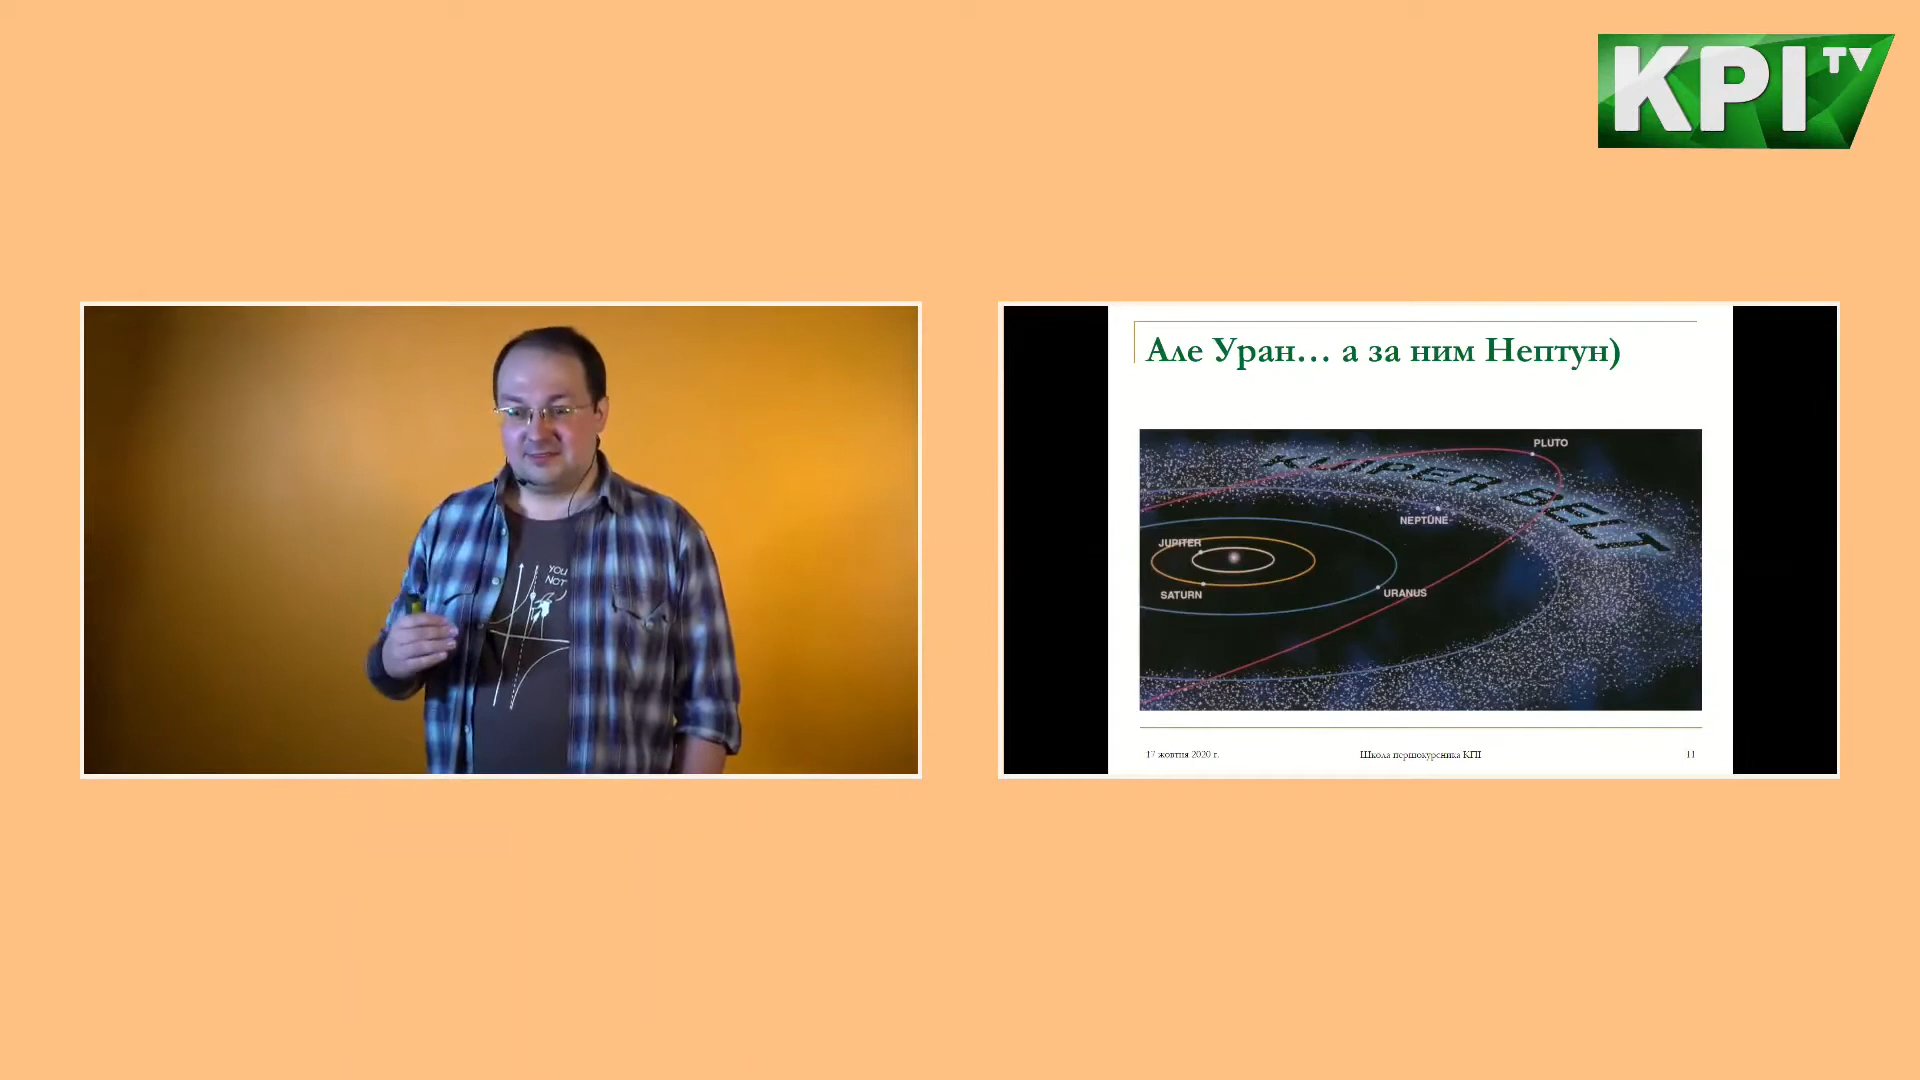 KPI TV
YOU
NOT
Але Уран... а за ним Нептун)
PLUTO
KUIPER BELT
NEPTUNE
JUPITER
SATURN
URANUS
17 жовтня 2020 г.
Школа першокурсника КПІ
11